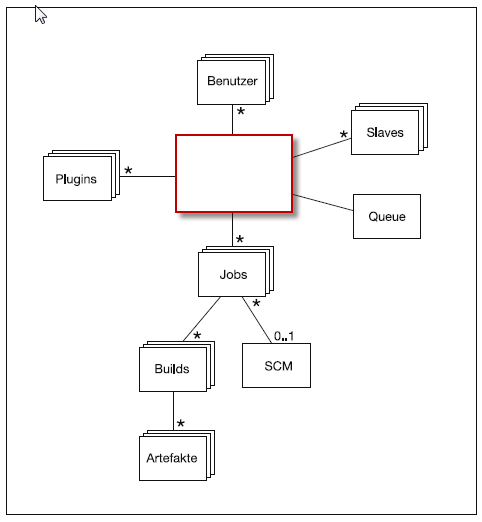 Benutzer
*
Slaves
*
Plugins
*
Queue
*
Jobs
*
*
0..1
Builds
SCM
*
Artefakte